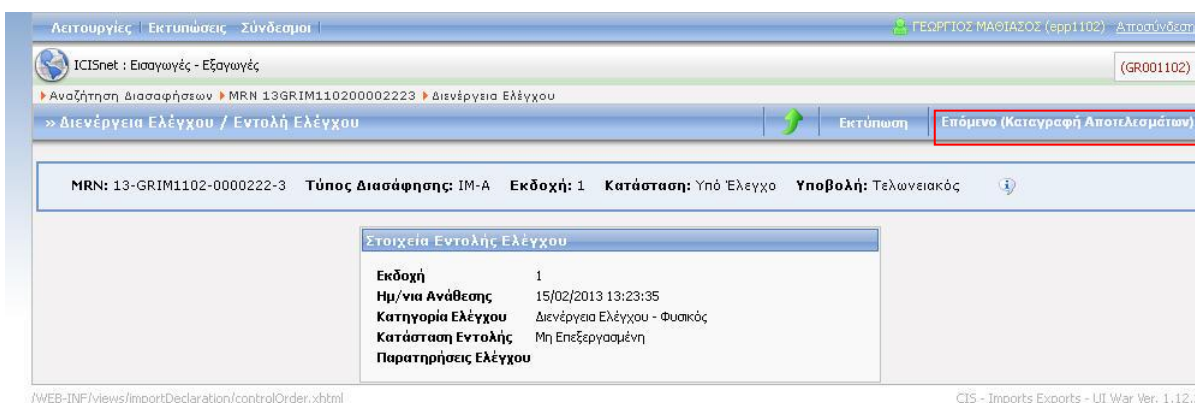 Λειτουργίες Εκτυπώσεις Σύνδεσμοι ΓΕΩΡΓΙΟΣ ΜΑΘΙΑΣΟΣ (epp1102) Αποσύνδεση
ICISnet : Εισαγωγές - Εξαγωγές (GR001102)
Αναζήτηση Διασαφήσεων MRN 13GRIM110200002223 Διενέργεια Ελέγχου
» Διενέργεια Ελέγχου / Εντολή Ελέγχου Εκτύπωση Επόμενο (Καταγραφή Αποτελεσμάτων)
MRN: 13-GRIM1102-0000222-3 Τύπος Διασάφησης: IM-A Εκδοχή: 1 Κατάσταση: Υπό Έλεγχο Υποβολή: Τελωνειακός
Στοιχεία Εντολής Ελέγχου
Εκδοχή 1
Ημ/νια Ανάθεσης 15/02/2013 13:23:35
Κατηγορία Ελέγχου Διενέργεια Ελέγχου - Φυσικός
Κατάσταση Εντολής Μη Επεξεργασμένη
Παρατηρήσεις Ελέγχου
/WEB-INF/views/importDeclaration/controlOrder.xhtml CIS - Imports Exports - UI War Ver. 1.12.